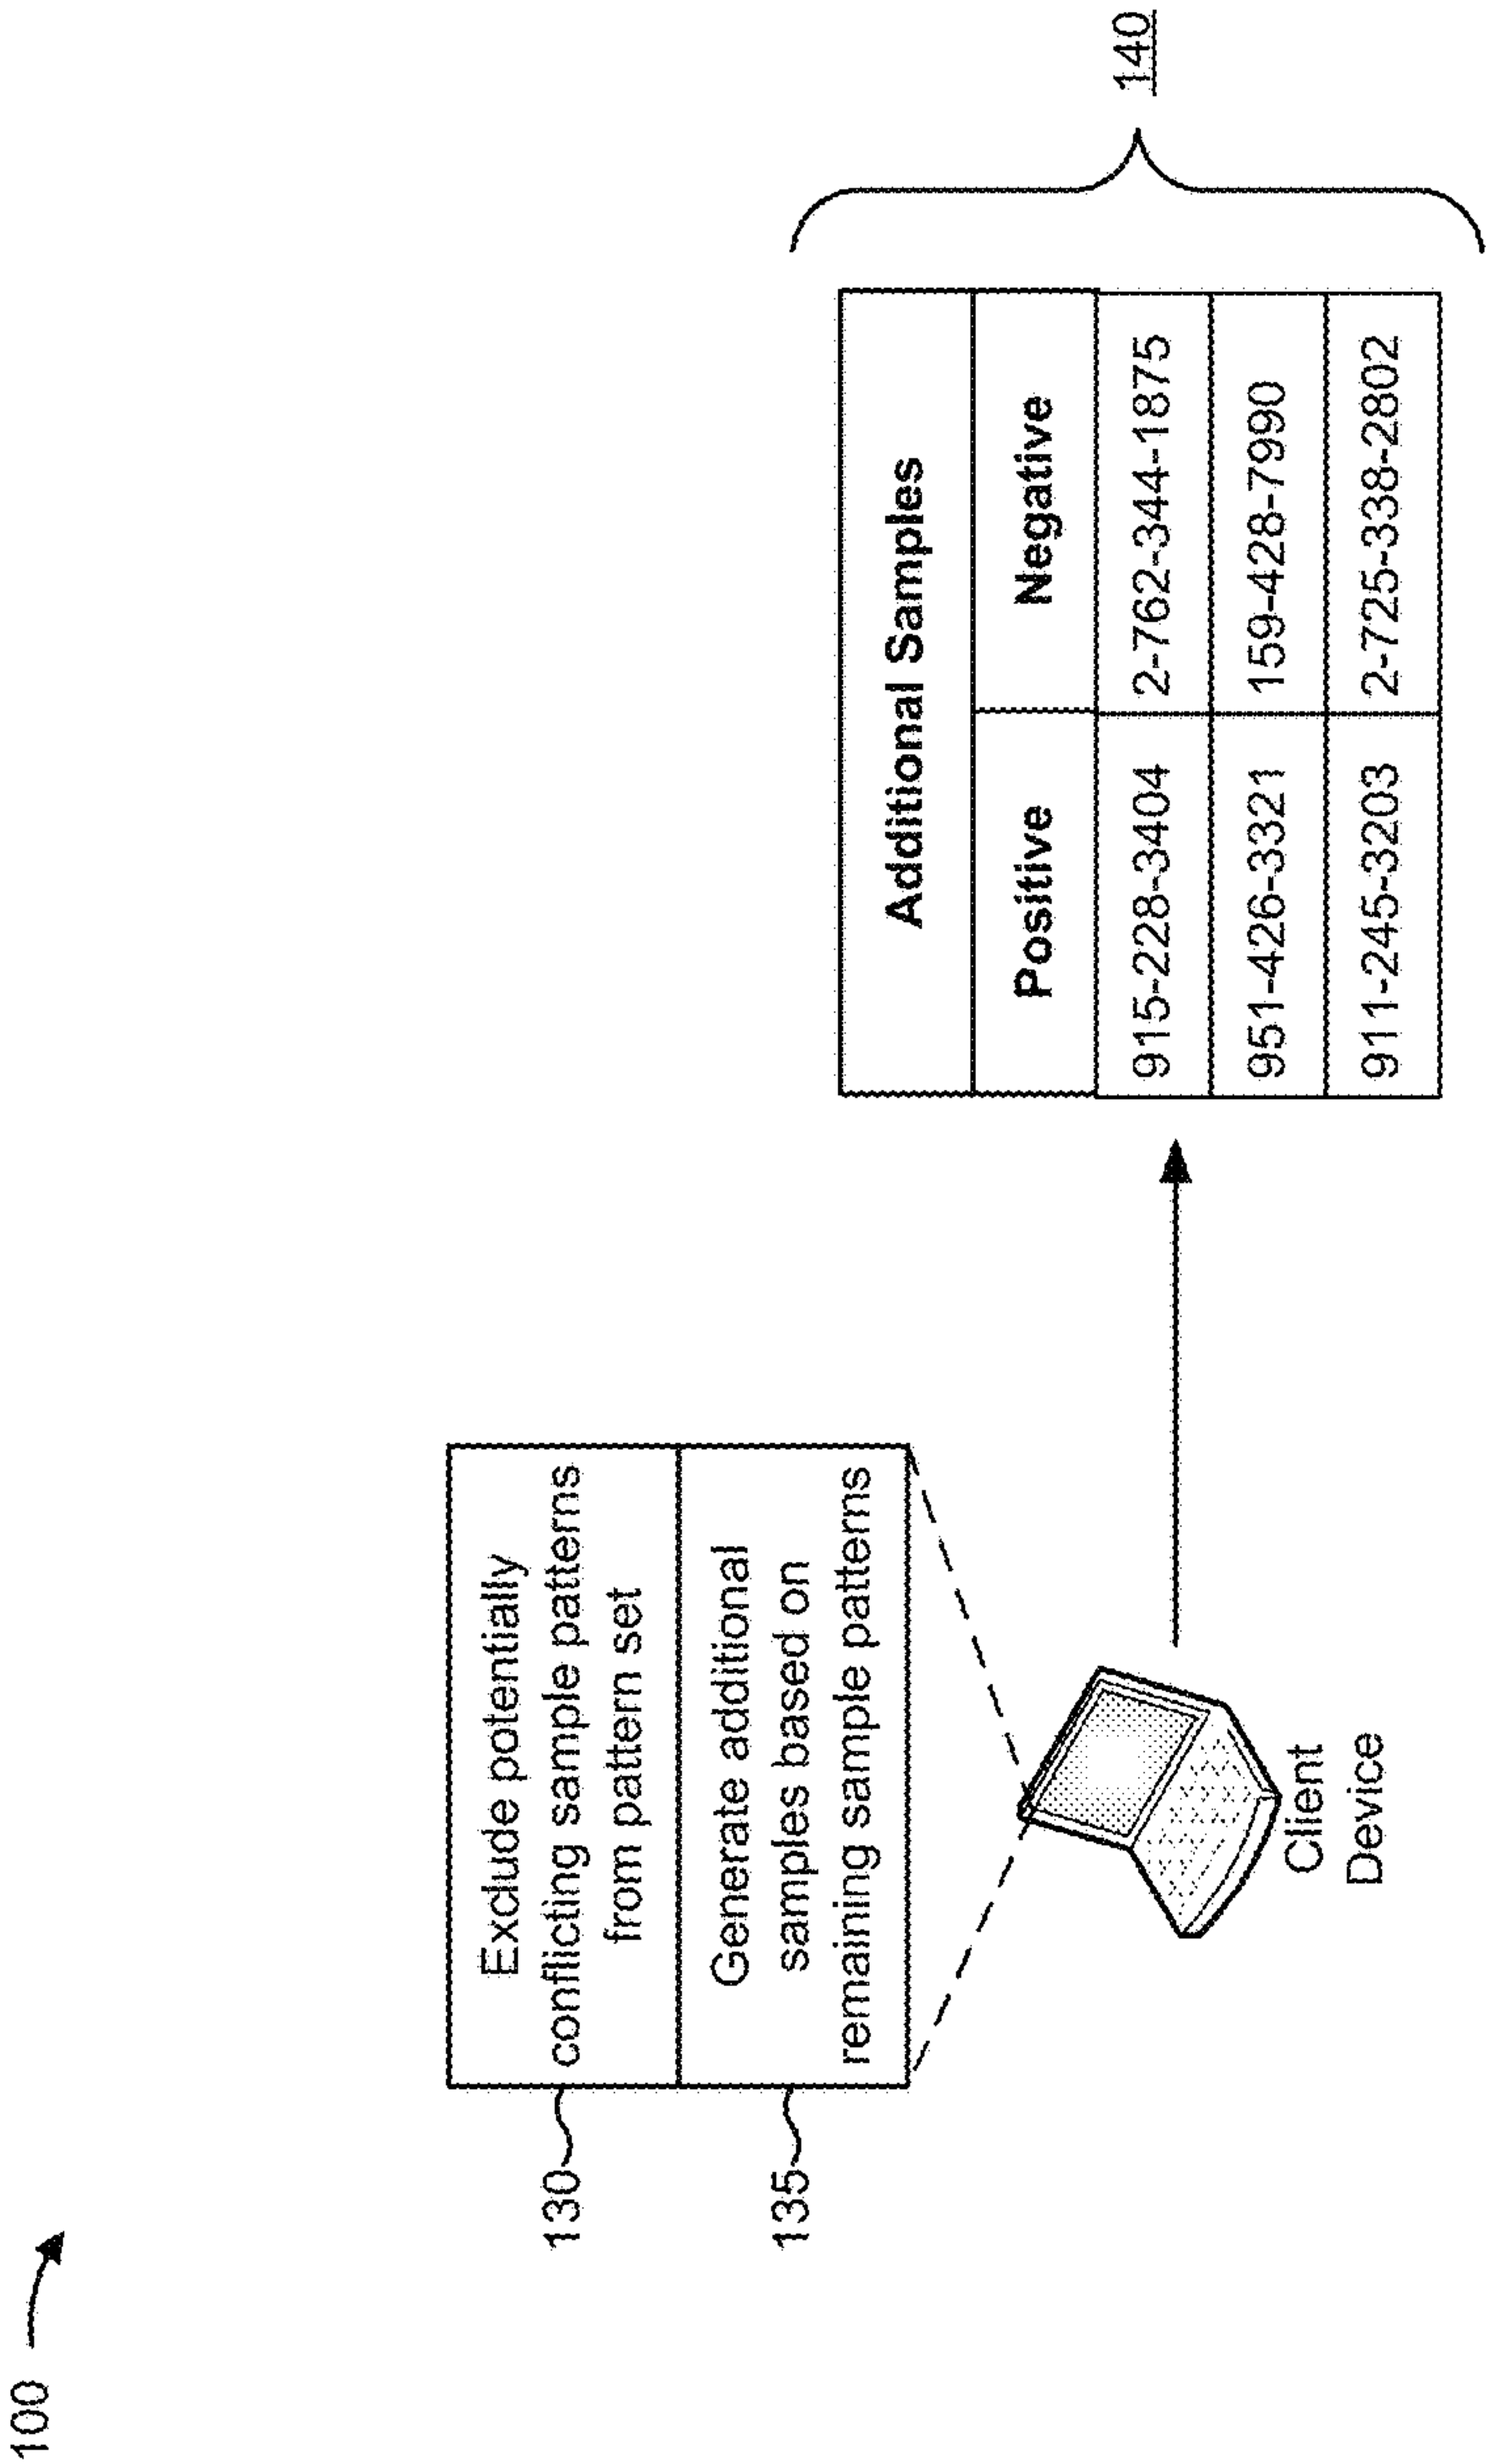 100
130
Exclude potentially
conflicting sample patterns
from pattern set
135
Generate additional
samples based on
remaining sample patterns
Client
Device
Additional Samples
Positive Negative
915-228-3404 2-762-344-1875
951-426-3321 159-428-7990
911-245-3203 2-725-338-2802
140